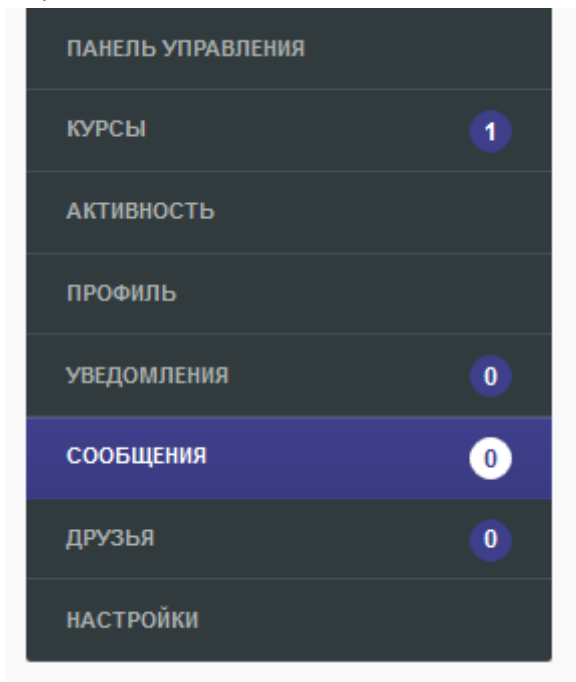 ПАНЕЛЬ УПРАВЛЕНИЯ
КУРСЫ 1
АКТИВНОСТЬ
ПРОФИЛЬ
УВЕДОМЛЕНИЯ 0
СООБЩЕНИЯ 0
ДРУЗЬЯ 0
НАСТРОЙКИ